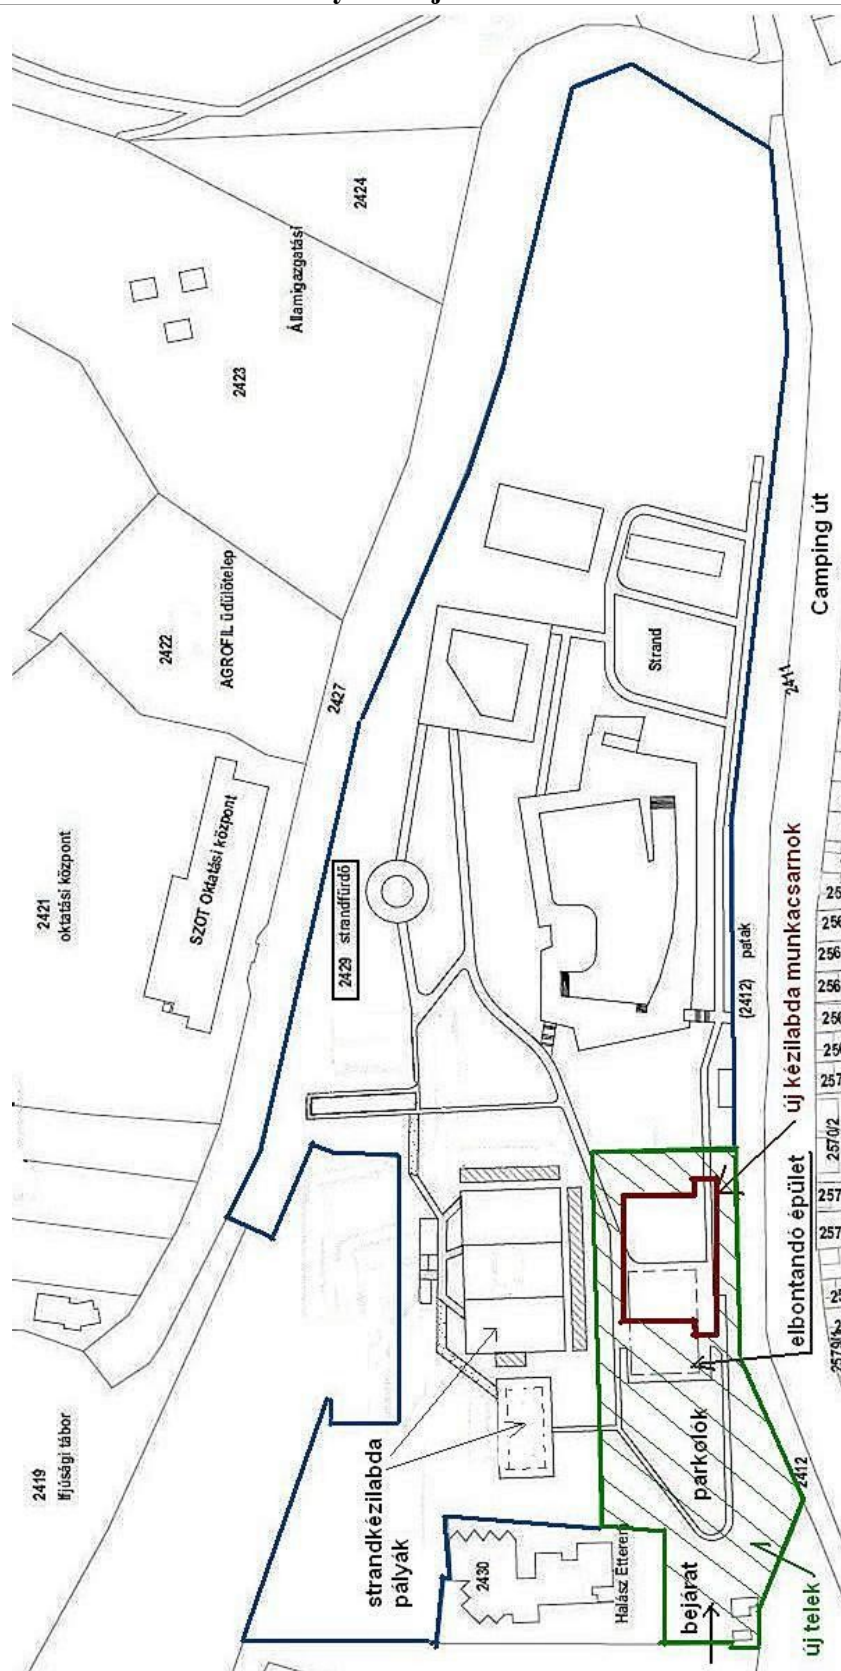 2424
Államigazgatási
2423
2422
AGROFIL üdülőtelep
2427
Camping út
Strand
2411
2421
oktatási központ
SZOT Oktatási központ
2429 strandfürdő
(2412) patak
új kézilabda munkacsarnok
elbontandó épület
2570/2
2419
Ifjúsági tábor
strandkézilabda
pályák
parkolók
2412
2430
Halász Étterem
bejárat
új telek